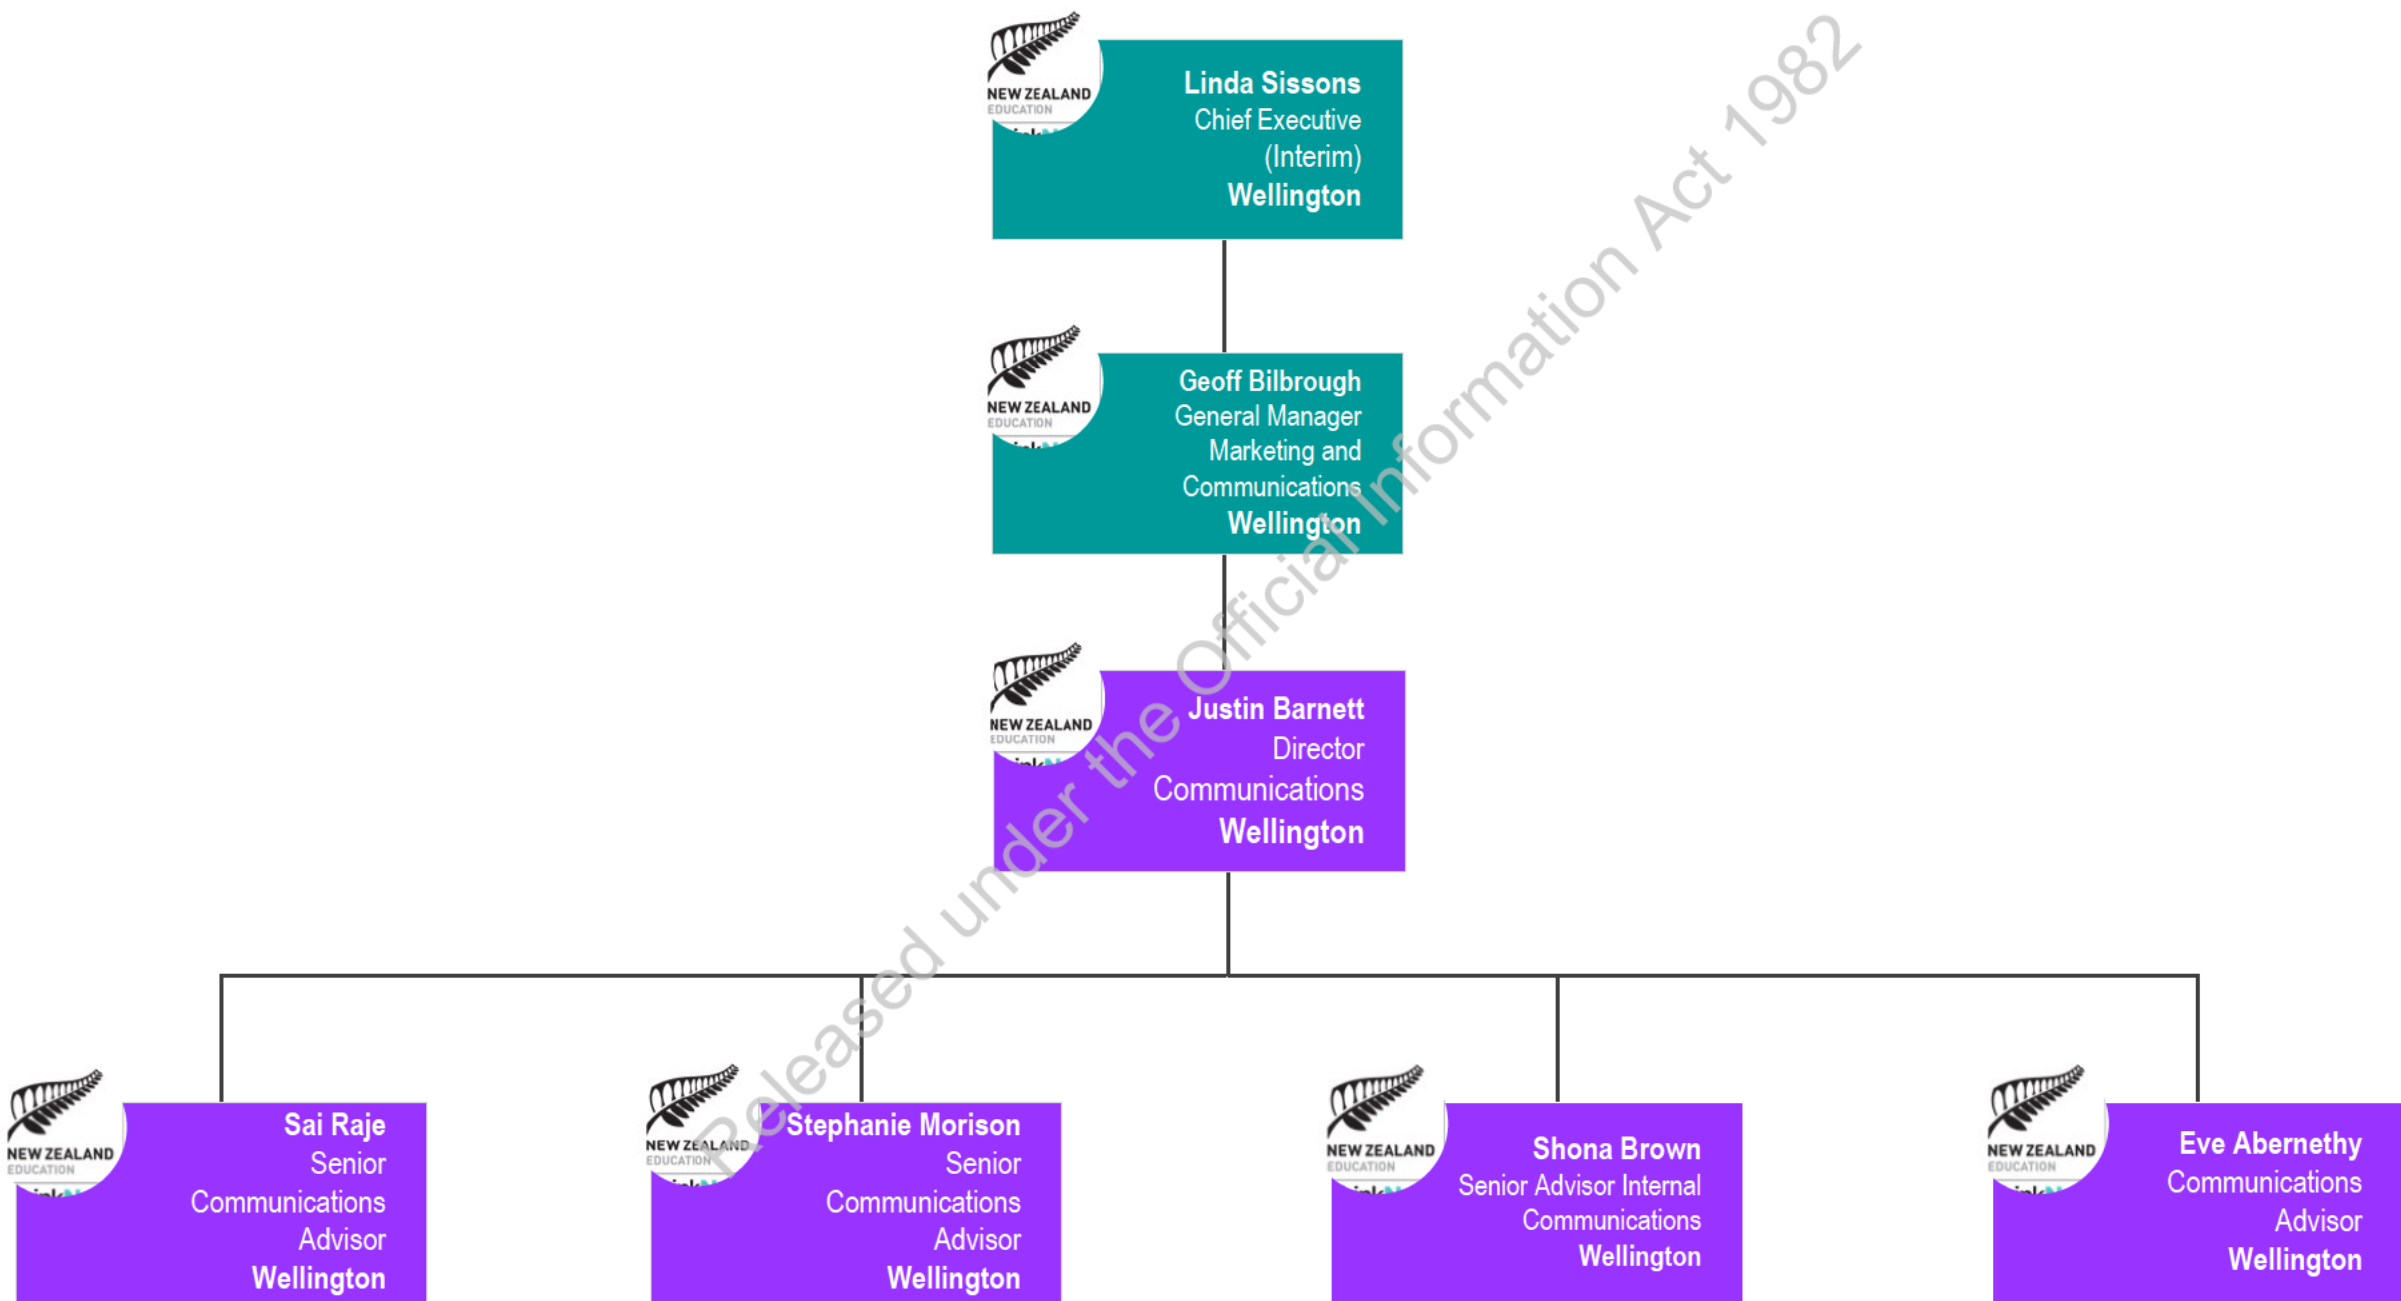 NEW ZEALAND
EDUCATION
Linda Sissons
Chief Executive
(Interim)
Wellington
NEW ZEALAND
EDUCATION
Geoff Bilbrough
General Manager
Marketing and
Communications
Wellington
NEW ZEALAND
EDUCATION
Justin Barnett
Director
Communications
Wellington
NEW ZEALAND
EDUCATION
Sai Raje
Senior
Communications
Advisor
Wellington
NEW ZEALAND
EDUCATION
Stephanie Morison
Senior
Communications
Advisor
Wellington
NEW ZEALAND
EDUCATION
Shona Brown
Senior Advisor Internal
Communications
Wellington
NEW ZEALAND
EDUCATION
Eve Abernethy
Communications
Advisor
Wellington
Released under the Official Information Act 1982